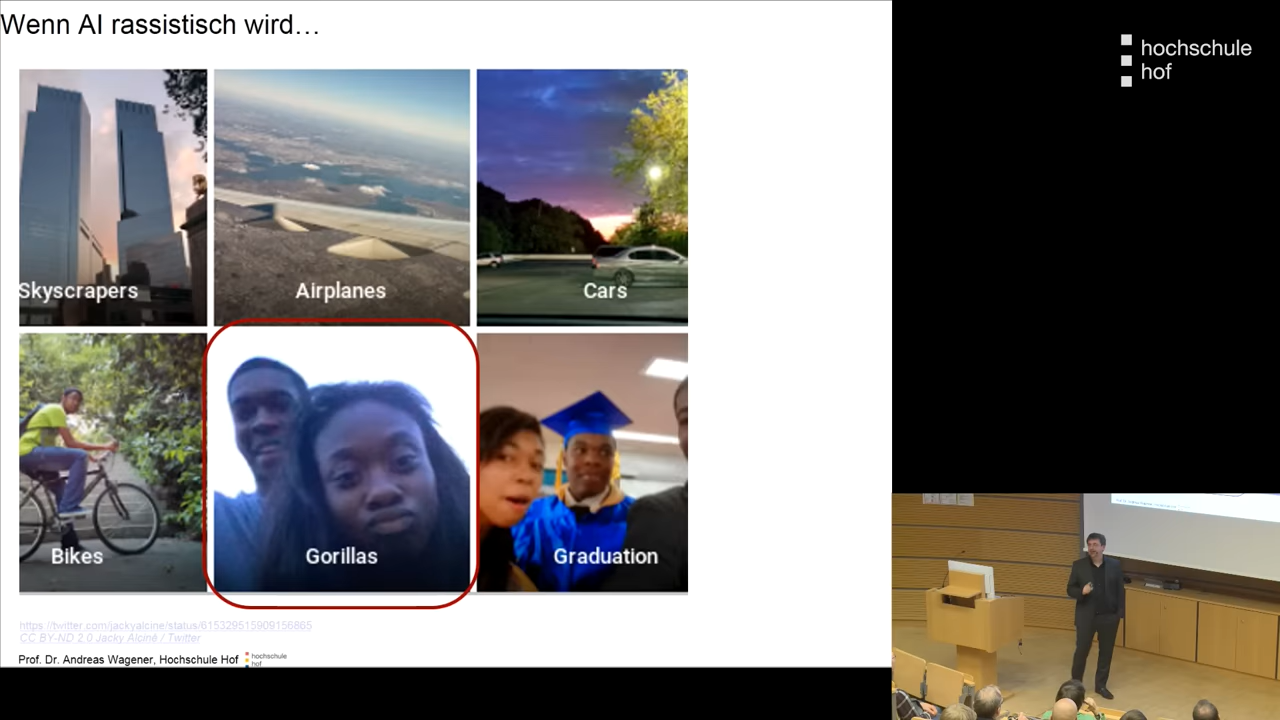 Wenn AI rassistisch wird…
hochschule
hof
Skyscrapers
Airplanes
Cars
Bikes
Gorillas
Graduation
https://twitter.com/jackyalcine/status/615329515909156865
CC BY-ND 2.0 Jacky Alciné / Twitter
Prof. Dr. Andreas Wagener, Hochschule Hof
hochschule
hof